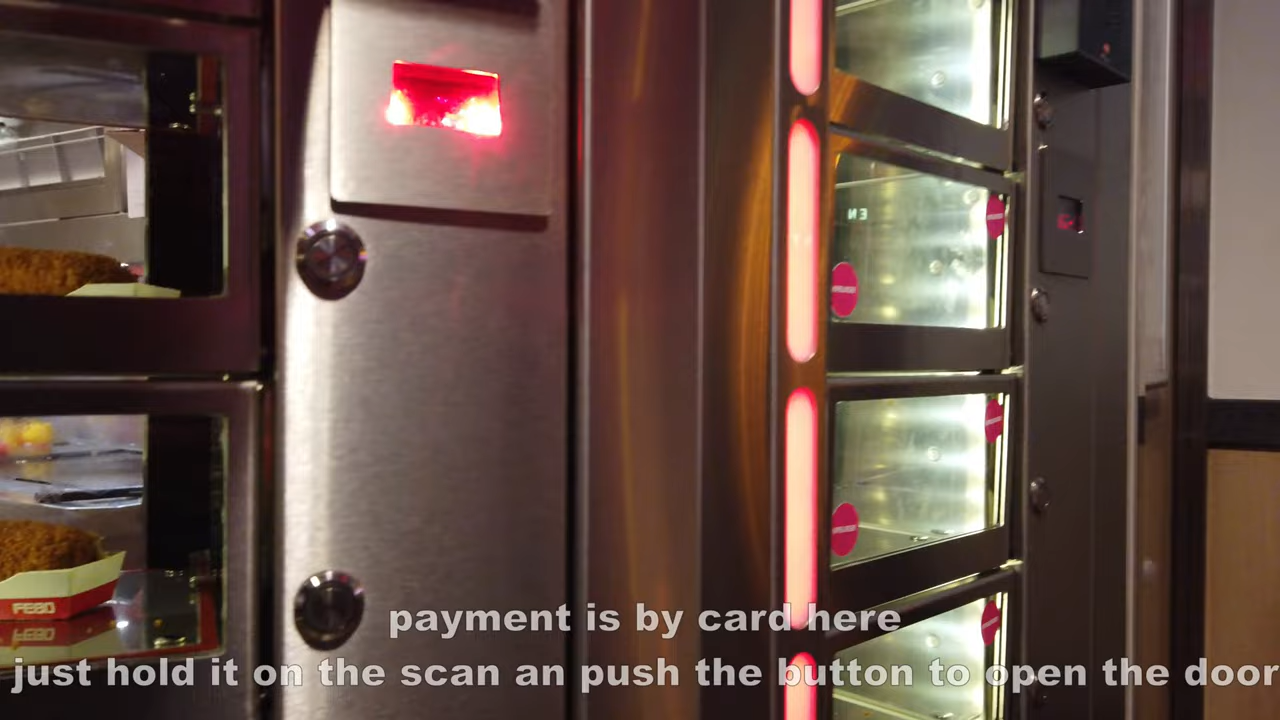 EN
FEBO
payment is by card here
just hold it on the scan an push the button to open the door